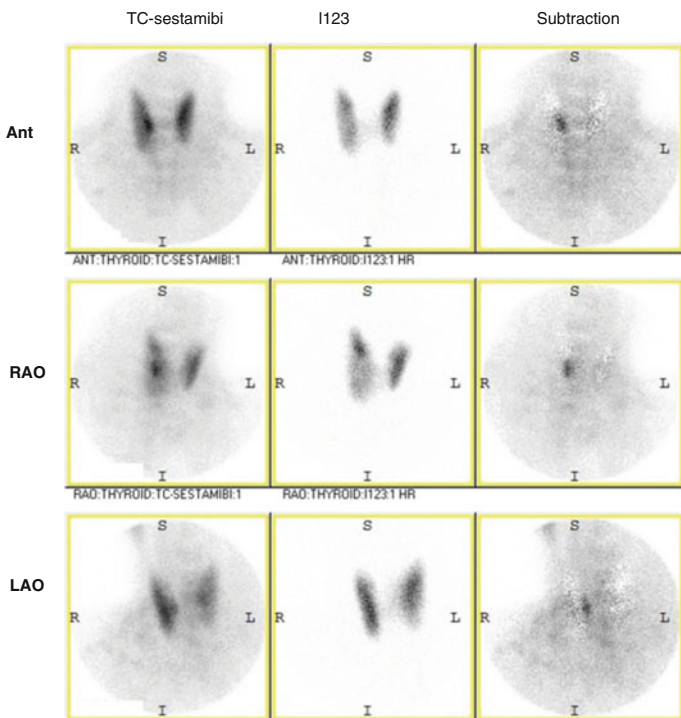 TC-sestamibi I123 Subtraction
S S S
Ant
R L R L R L
I I I
ANT:THYROID:TC-SESTAMIBI:1 ANT:THYROID:I123:1 HR
S S S
RAO
R L R L R L
I I I
RAO:THYROID:TC-SESTAMIBI:1 RAO:THYROID:I123:1 HR
S S S
LAO
R L R L R L
I I I